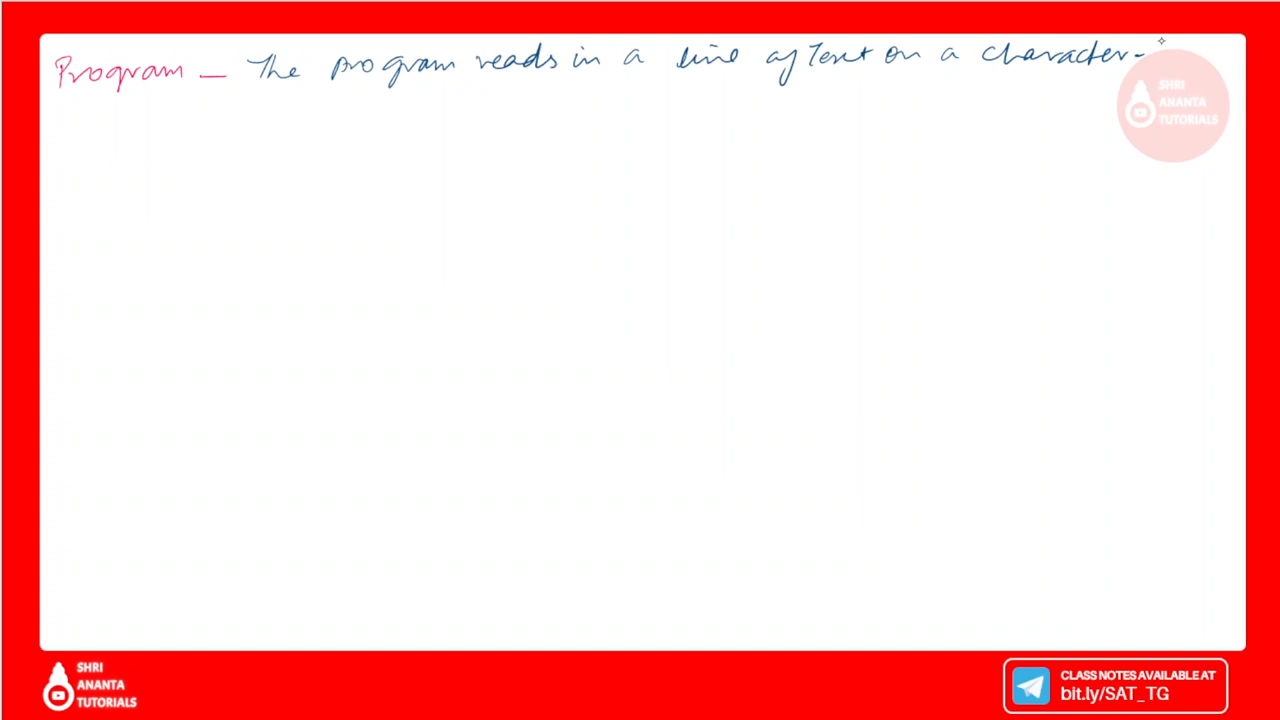 Program - The program reads in a line of Text on a character-
SHRI
ANANTA
TUTORIALS
SHRI
ANANTA
TUTORIALS
CLASS NOTES AVAILABLE AT
bit.ly/SAT_TG